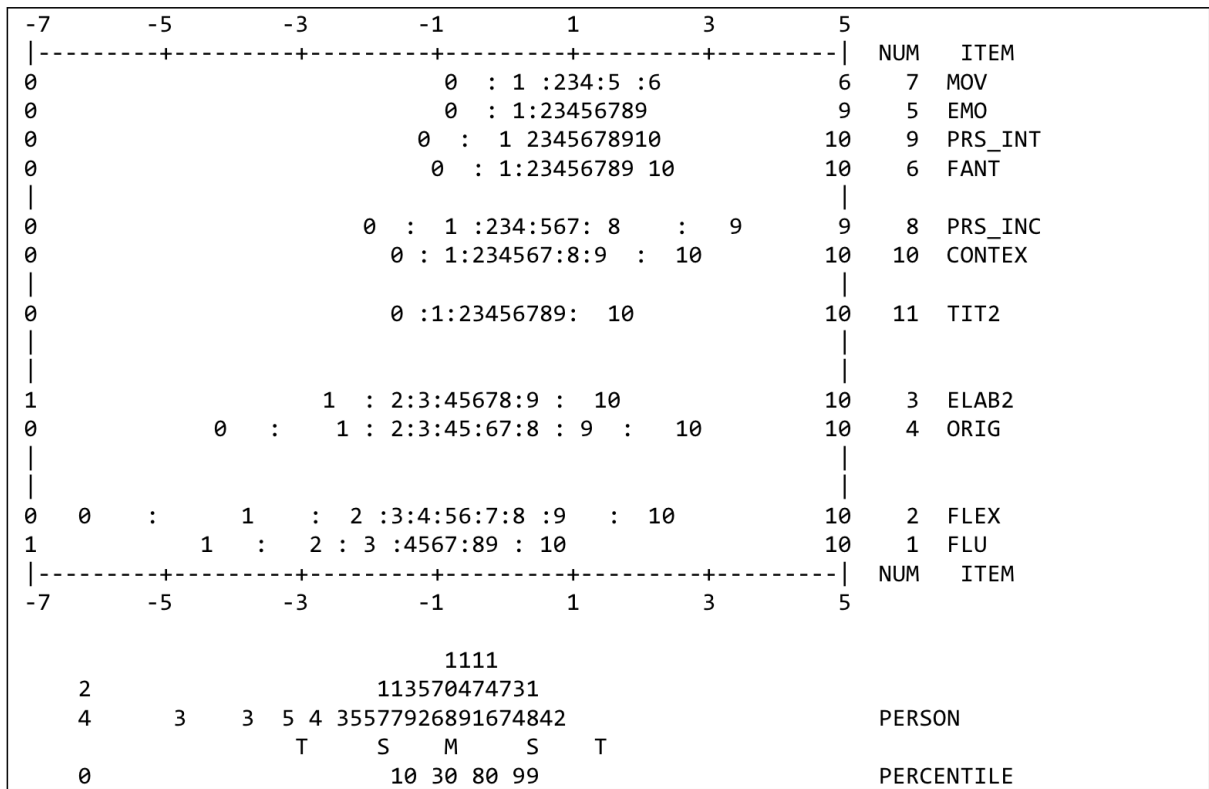 -7        -5        -3        -1         1         3         5
|---------+---------+---------+---------+---------+---------|  NUM   ITEM
0                              0  : 1 :234:5 :6             6    7  MOV
0                              0  : 1:23456789              9    5  EMO
0                            0  :  1 2345678910            10    9  PRS_INT
0                             0  : 1:23456789 10           10    6  FANT
|                                                           |
0                        0  :  1 :234:567: 8    :   9       9    8  PRS_INC
0                          0 : 1:234567:8:9  :  10         10   10  CONTEX
|                                                           |
0                          0 :1:23456789:  10              10   11  TIT2
|                                                           |
|                                                           |
1                     1  : 2:3:45678:9 :  10               10    3  ELAB2
0             0   :    1 : 2:3:45:67:8 : 9  :   10         10    4  ORIG
|                                                           |
|                                                           |
0   0    :      1    :  2 :3:4:56:7:8 :9   :  10           10    2  FLEX
1            1   :   2 : 3 :4567:89 : 10                   10    1  FLU
|---------+---------+---------+---------+---------+---------|  NUM   ITEM
-7        -5        -3        -1         1         3         5
                               1111
    2                     113570474731
    4      3    3  5 4 35577926891674842                       PERSON
                    T     S    M     S    T
    0                      10 30 80 99                         PERCENTILE